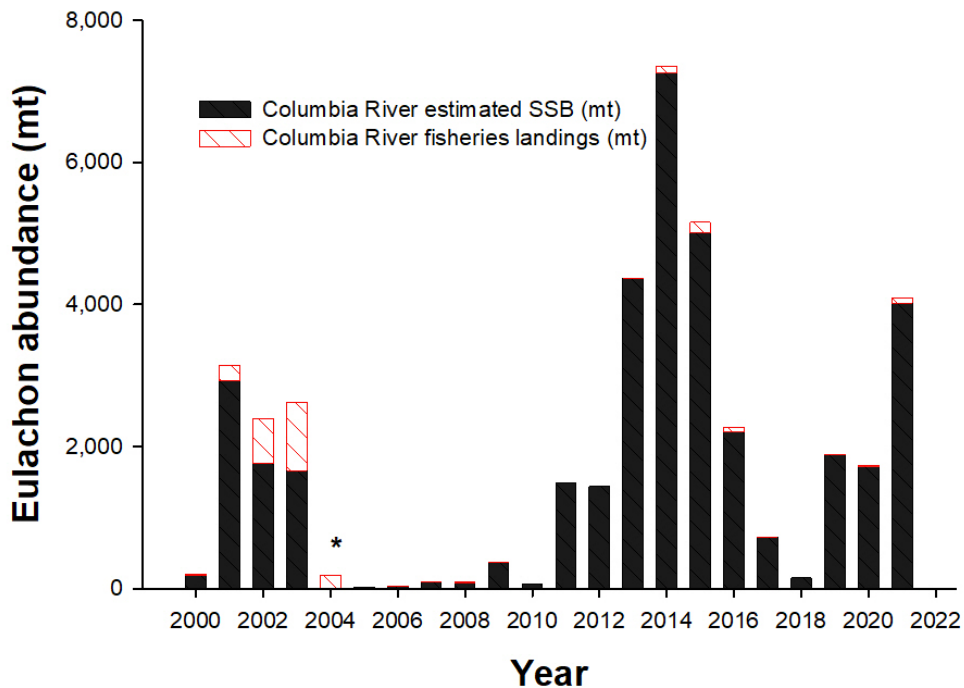 Eulachon abundance (mt)
8,000
6,000
4,000
2,000
0
Columbia River estimated SSB (mt)
Columbia River fisheries landings (mt)
*
2000 2002 2004 2006 2008 2010 2012 2014 2016 2018 2020 2022
Year